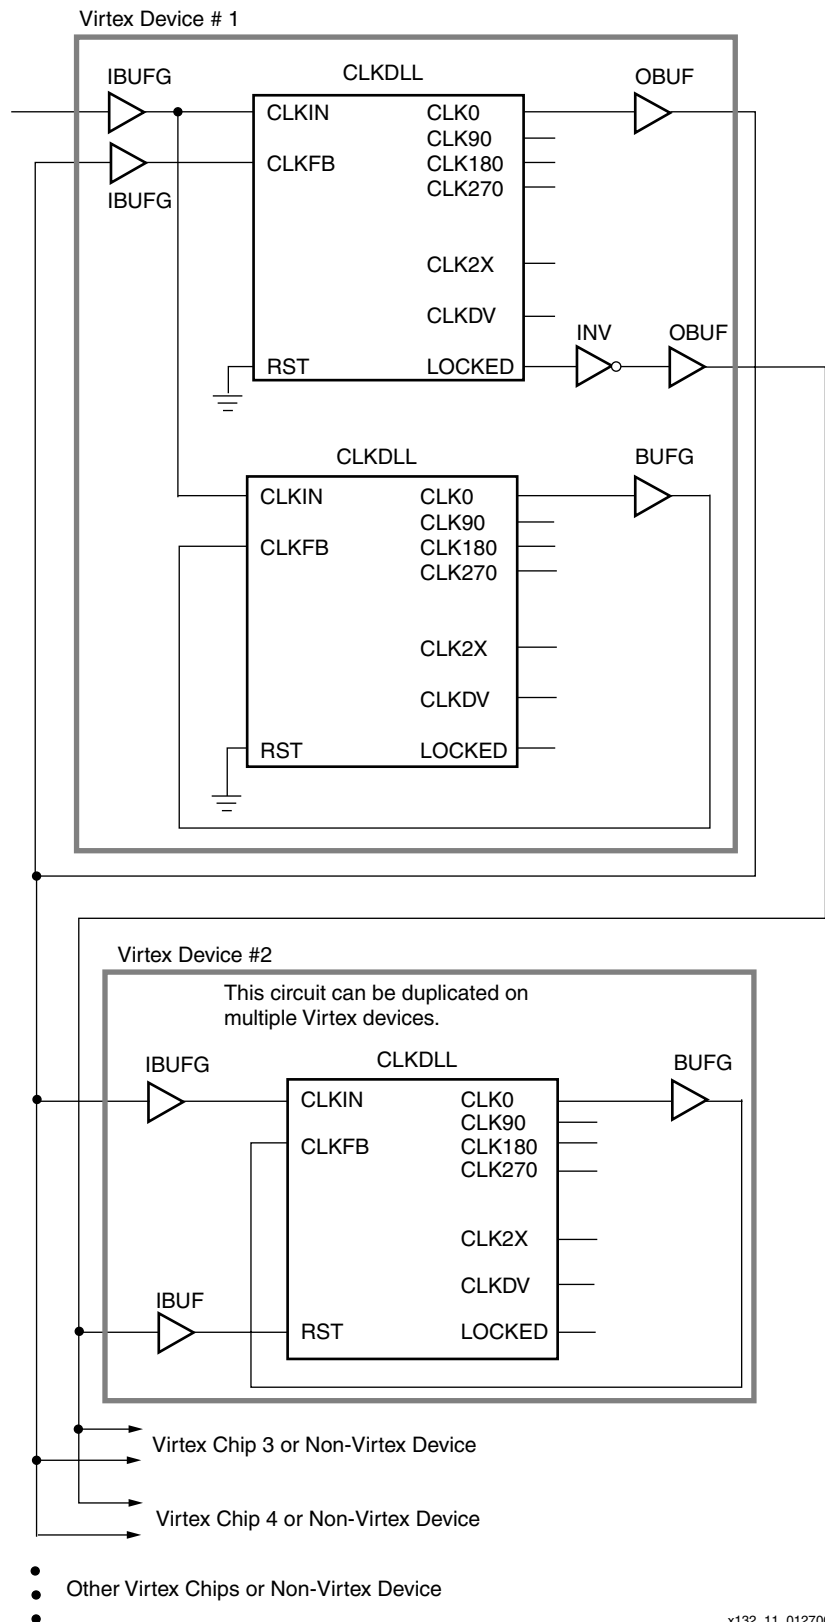 Virtex Device # 1
IBUFG
CLKDLL
OBUF
CLKIN
CLK0
CLK90
CLKFB
CLK180
IBUFG
CLK270
CLK2X
CLKDV
INV
OBUF
RST
LOCKED
CLKDLL
BUFG
CLKIN
CLK0
CLK90
CLKFB
CLK180
CLK270
CLK2X
CLKDV
RST
LOCKED
Virtex Device #2
This circuit can be duplicated on
multiple Virtex devices.
IBUFG
CLKDLL
BUFG
CLKIN
CLK0
CLK90
CLKFB
CLK180
CLK270
CLK2X
CLKDV
IBUF
RST
LOCKED
Virtex Chip 3 or Non-Virtex Device
Virtex Chip 4 or Non-Virtex Device
Other Virtex Chips or Non-Virtex Device
x132_11_012700